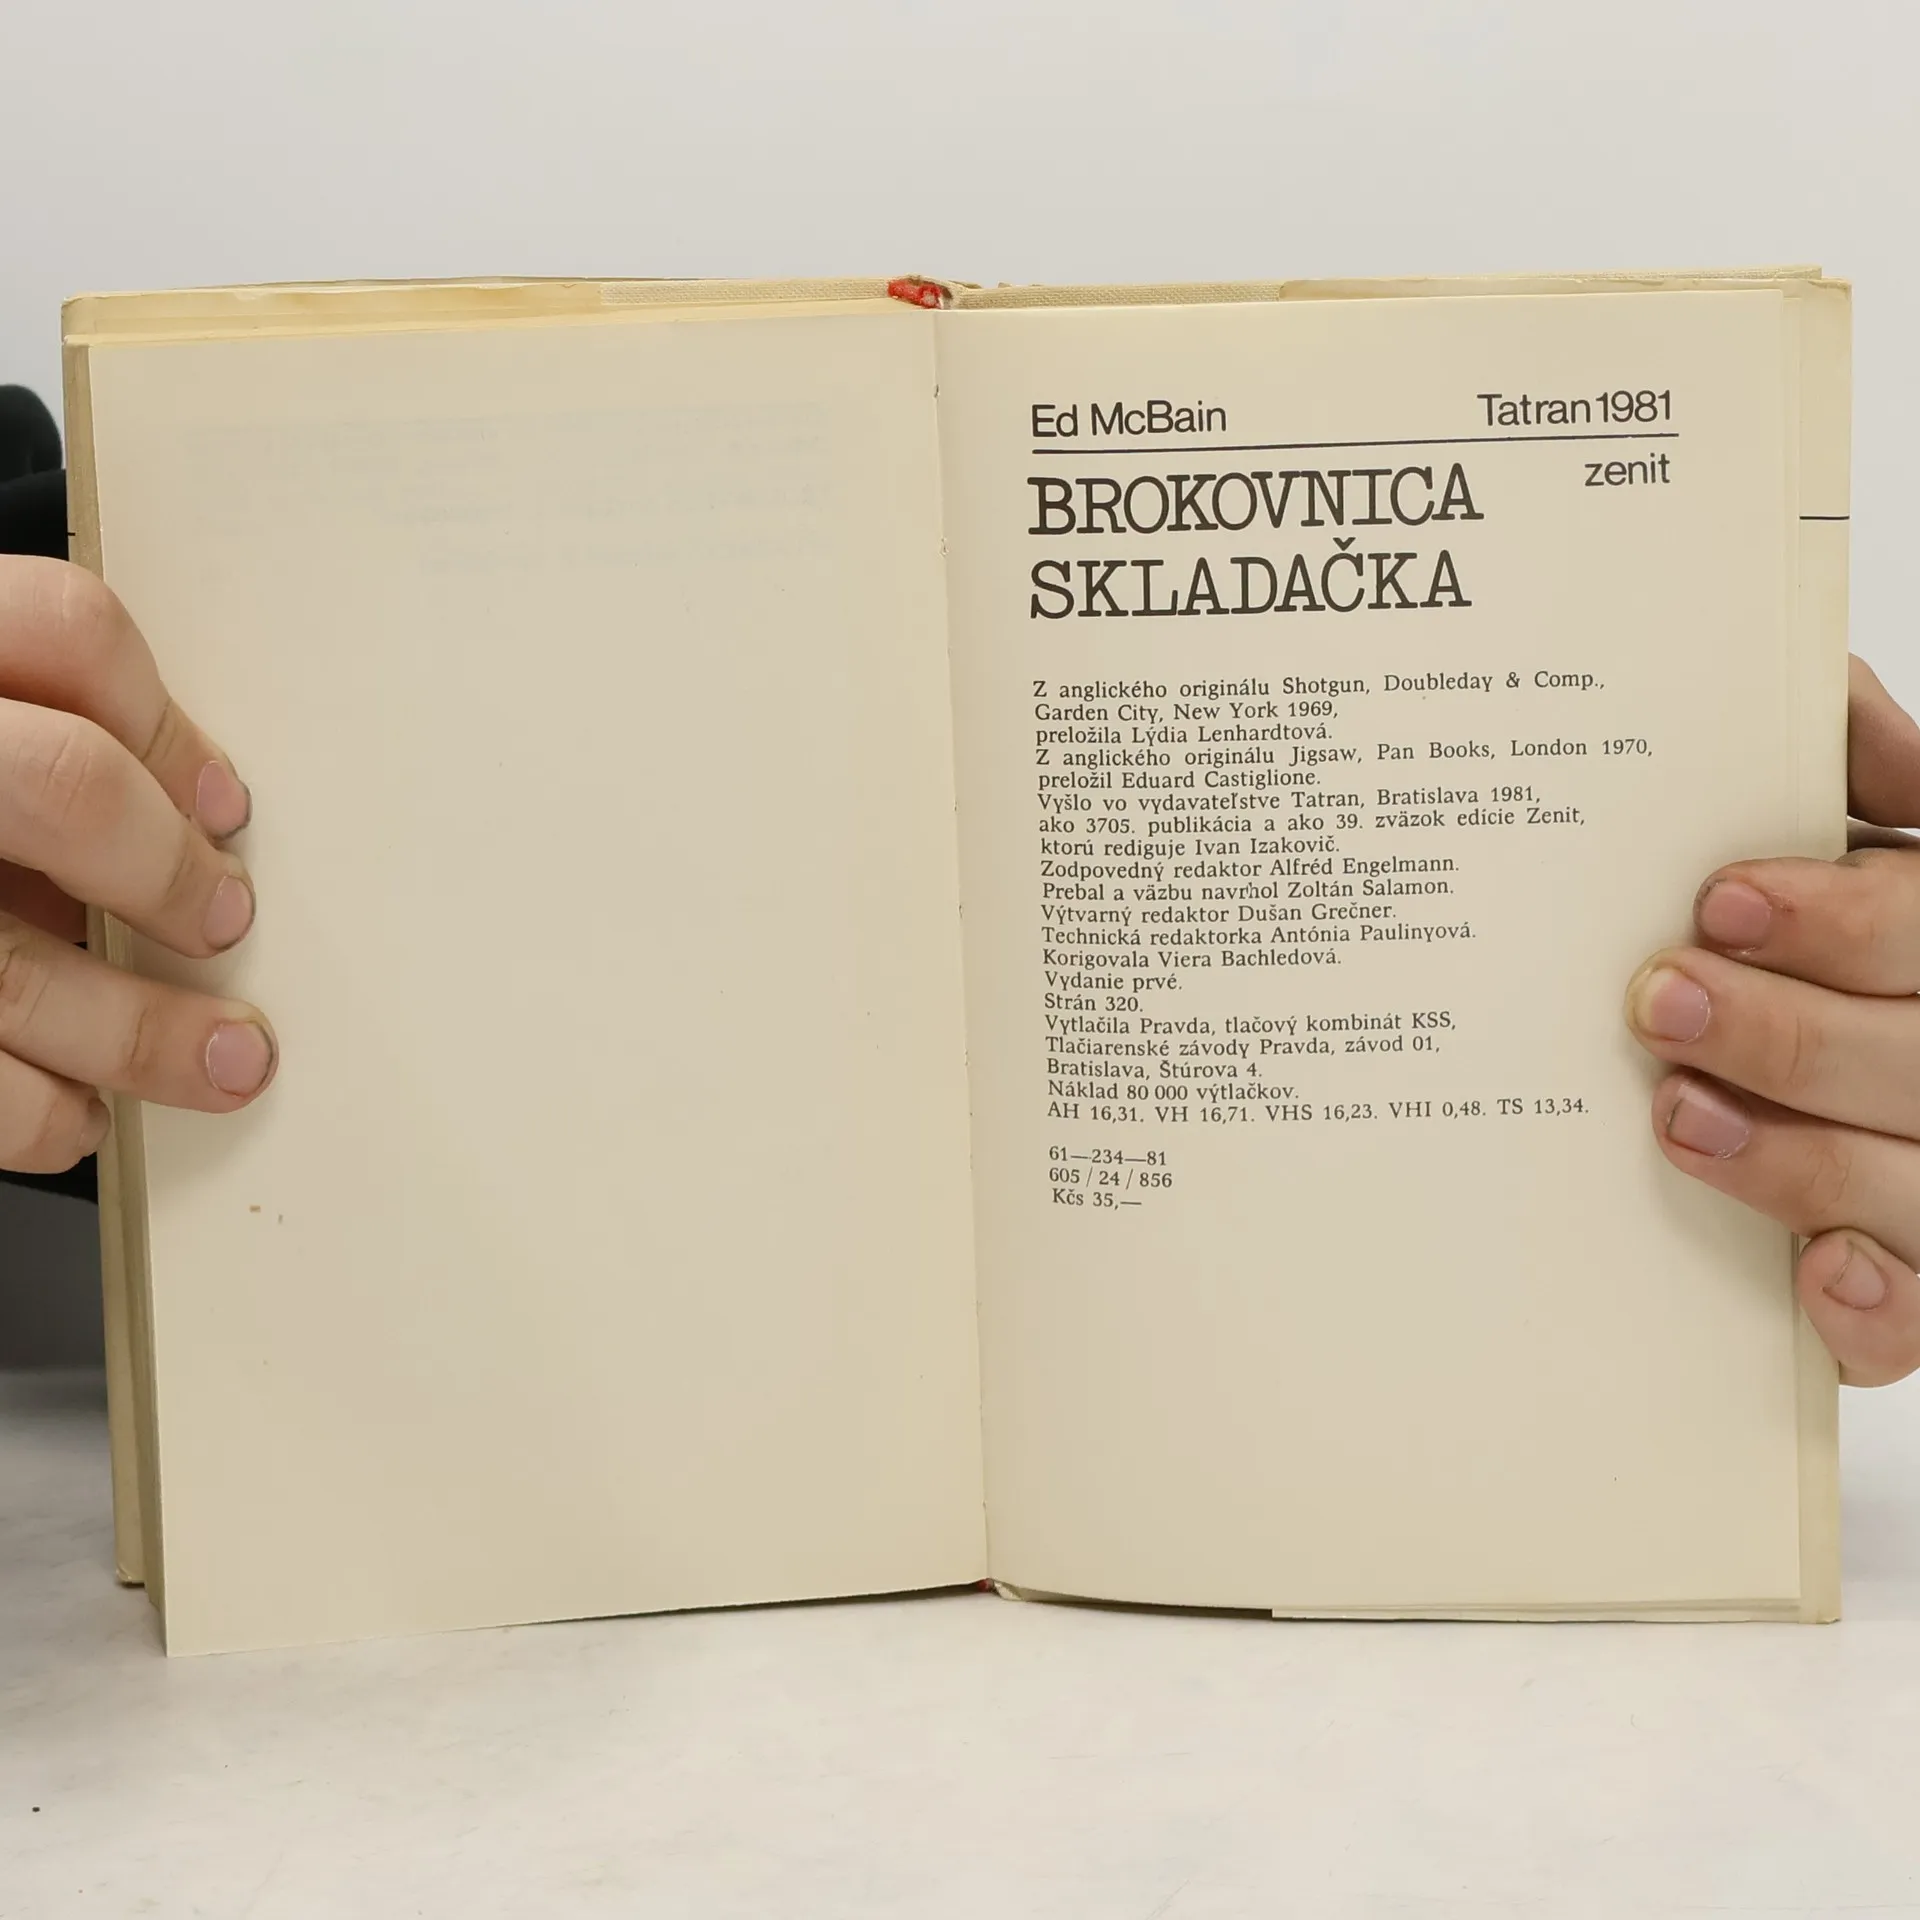 Ed McBain Tatran 1981
zenit
BROKOVNICA
SKLADAČKA
Z anglického originálu Shotgun, Doubleday & Comp.,
Garden City, New York 1969,
preložila Lýdia Lenhardtová.
Z anglického originálu Jigsaw, Pan Books, London 1970,
preložil Eduard Castiglione.
Vyšlo vo vydavateľstve Tatran, Bratislava 1981,
ako 3705. publikácia a ako 39. zväzok edície Zenit,
ktorú rediguje Ivan Izakovič.
Zodpovedný redaktor Alfréd Engelmann.
Prebal a väzbu navrhol Zoltán Salamon.
Výtvarný redaktor Dušan Grečner.
Technická redaktorka Antónia Paulinyová.
Korigovala Viera Bachledová.
Vydanie prvé.
Strán 320.
Vytlačila Pravda, tlačový kombinát KSS,
Tlačiarenské závody Pravda, závod 01,
Bratislava, Štúrova 4.
Náklad 80 000 výtlačkov.
AH 16,31. VH 16,71. VHS 16,23. VHI 0,48. TS 13,34.
61—234—81
605 / 24 / 856
Kčs 35,—